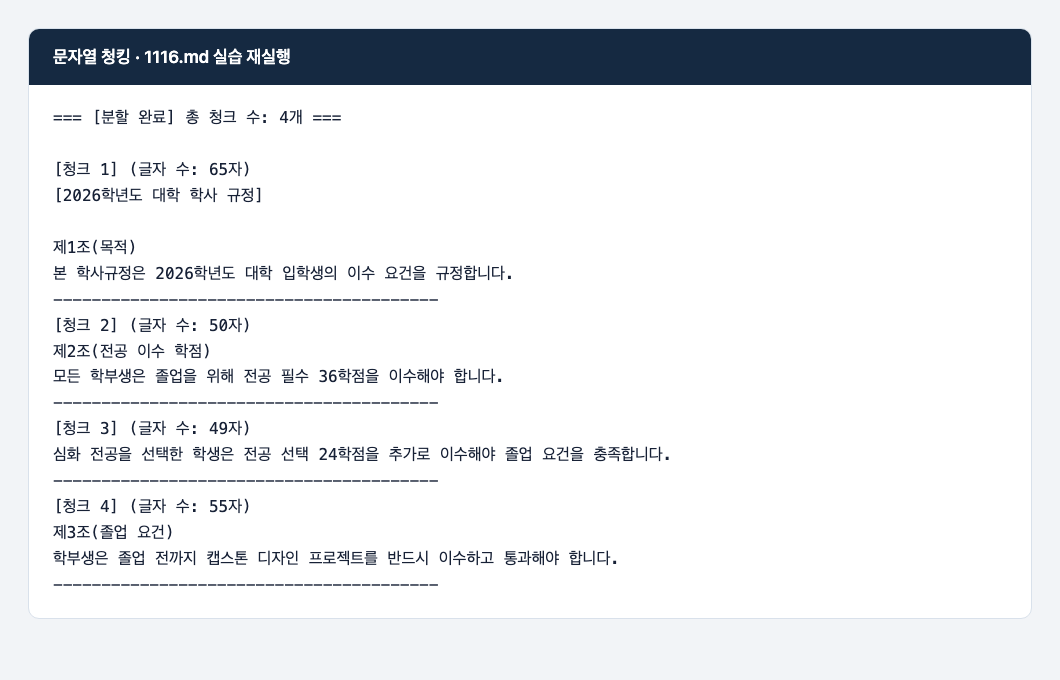 문자열 청킹 · 1116.md 실습 재실행
=== [분할 완료] 총 청크 수: 4개 ===
[청크 1] (글자 수: 65자)
[2026학년도 대학 학사 규정]
제1조(목적)
본 학사규정은 2026학년도 대학 입학생의 이수 요건을 규정합니다.
----------------------------------------
[청크 2] (글자 수: 50자)
제2조(전공 이수 학점)
모든 학부생은 졸업을 위해 전공 필수 36학점을 이수해야 합니다.
----------------------------------------
[청크 3] (글자 수: 49자)
심화 전공을 선택한 학생은 전공 선택 24학점을 추가로 이수해야 졸업 요건을 충족합니다.
----------------------------------------
[청크 4] (글자 수: 55자)
제3조(졸업 요건)
학부생은 졸업 전까지 캡스톤 디자인 프로젝트를 반드시 이수하고 통과해야 합니다.
----------------------------------------